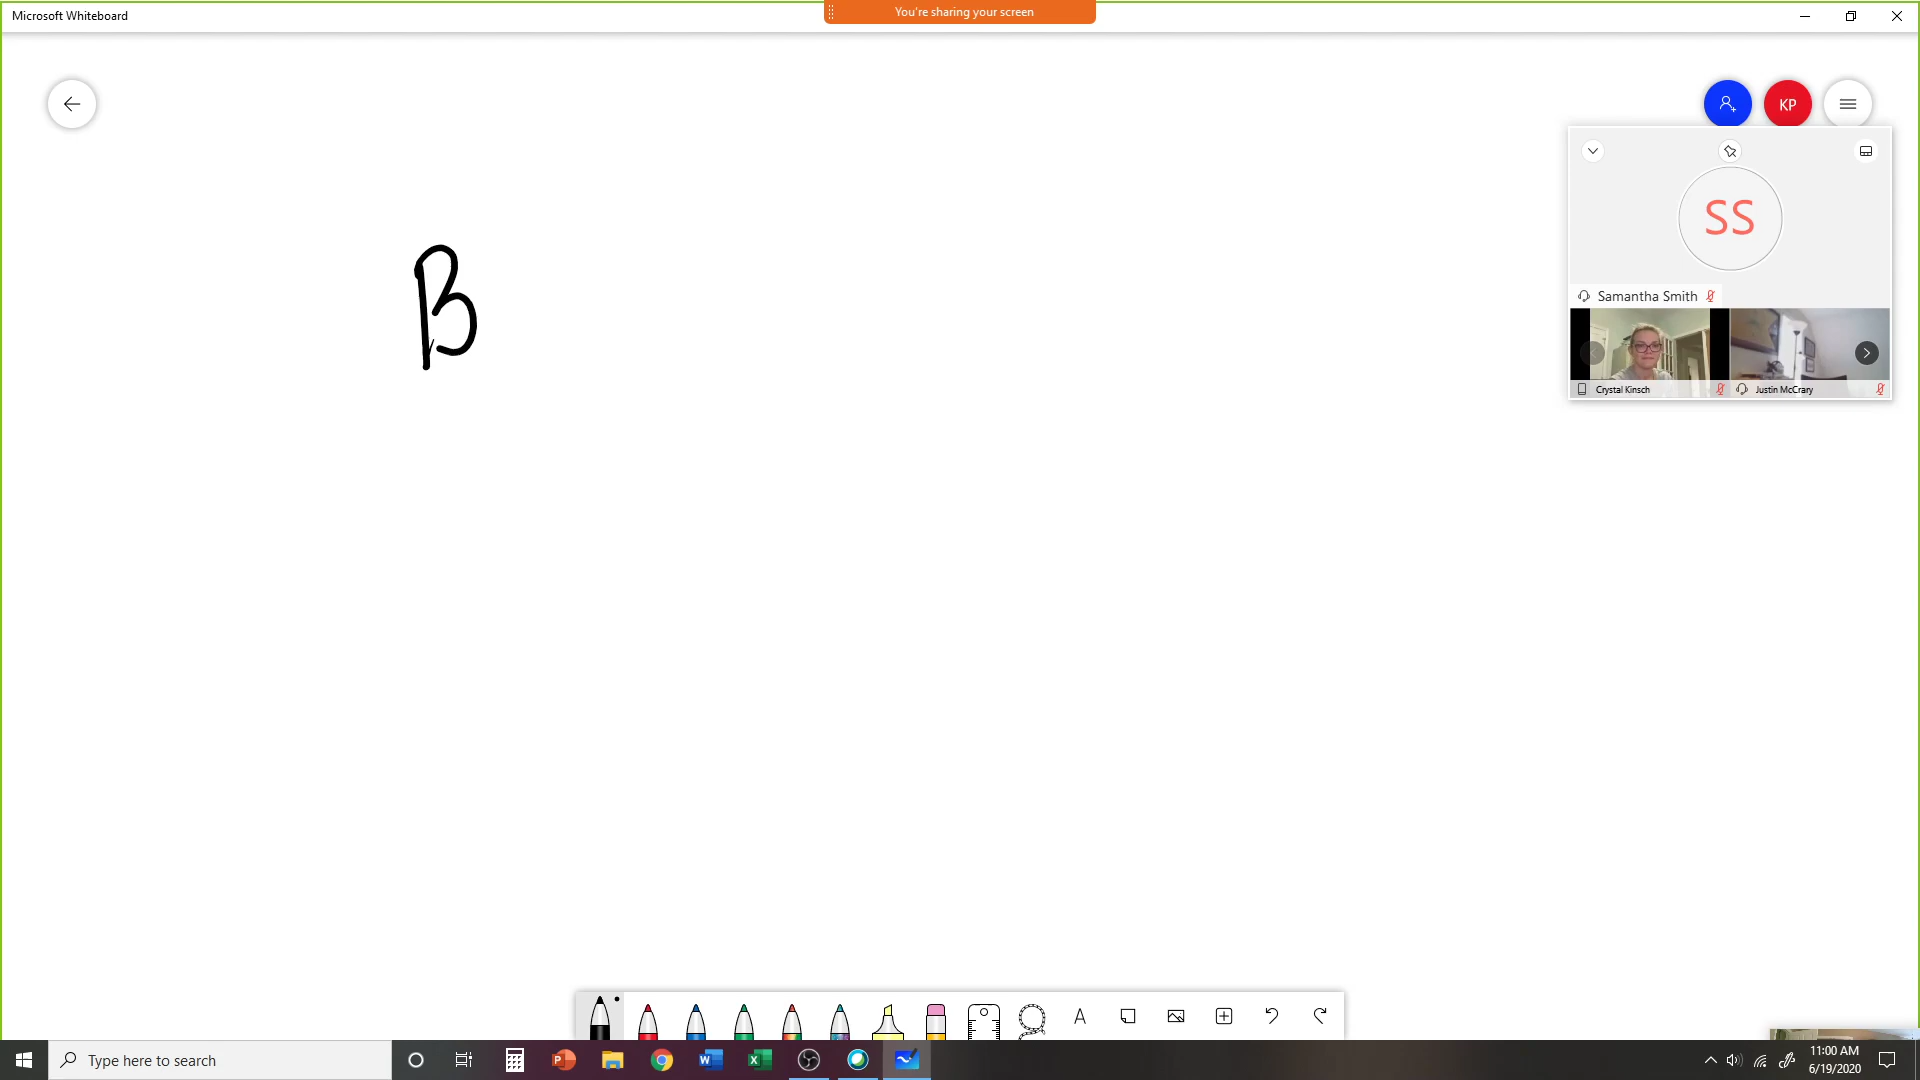 Microsoft Whiteboard
You're sharing your screen
KP
SS
Samantha Smith
Crystal Kinsch
Justin McCrary
B
A
Type here to search
11:00 AM
6/19/2020